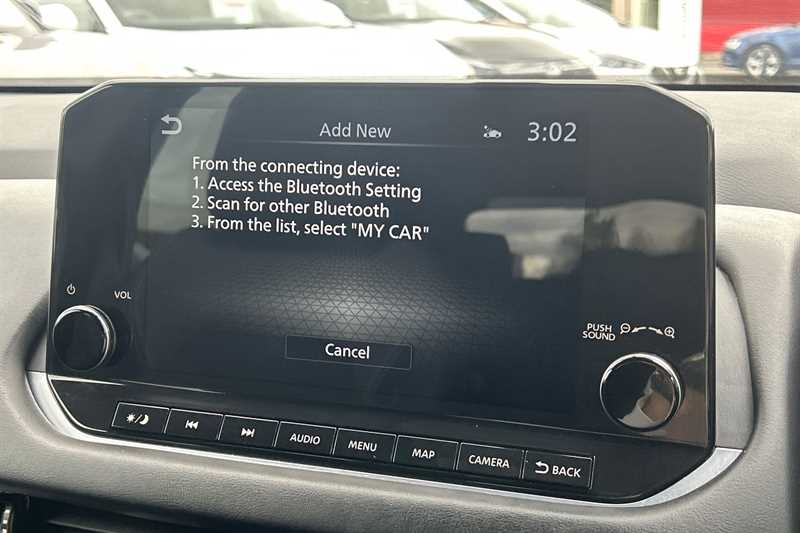 Add New
3:02
From the connecting device:
1. Access the Bluetooth Setting
2. Scan for other Bluetooth
3. From the list, select "MY CAR"
VOL
PUSH
SOUND
Cancel
AUDIO
MENU
MAP
CAMERA
BACK